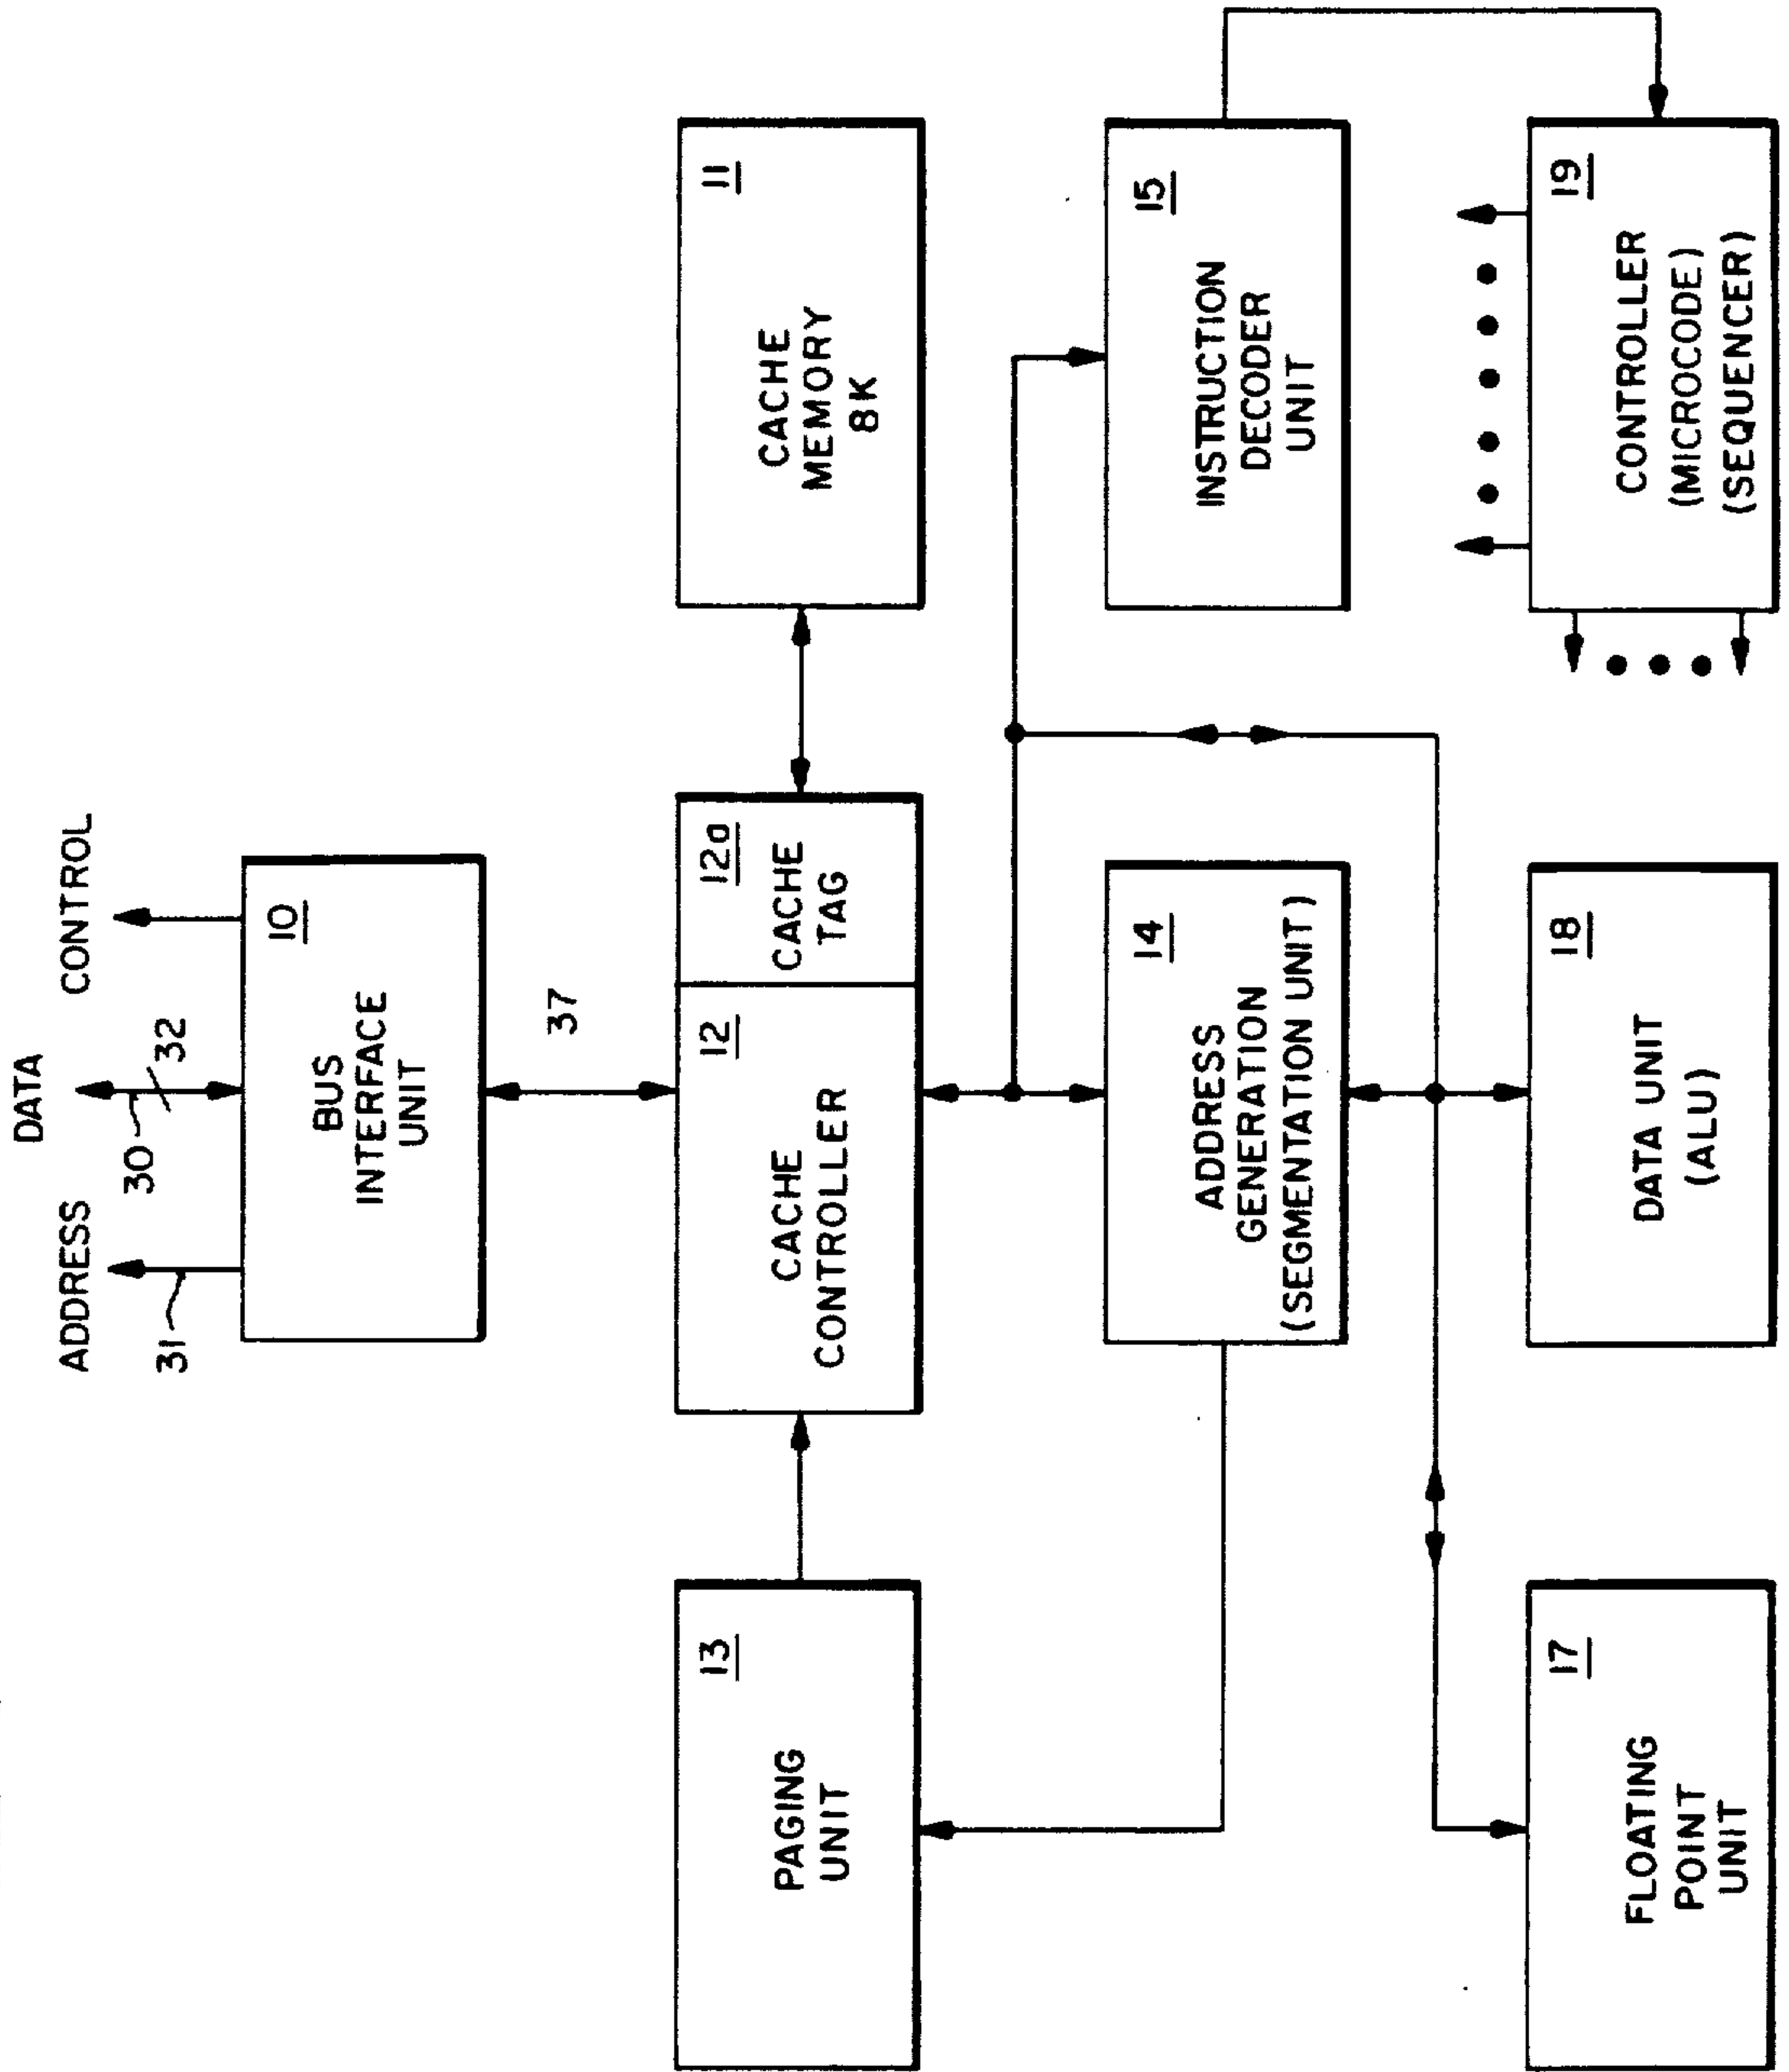 DATA
ADDRESS
CONTROL
30
32
31
10
BUS
INTERFACE
UNIT
37
13
PAGING
UNIT
12
CACHE
CONTROLLER
12a
CACHE
TAG
11
CACHE
MEMORY
8K
14
ADDRESS
GENERATION
(SEGMENTATION UNIT)
15
INSTRUCTION
DECODER
UNIT
17
FLOATING
POINT
UNIT
18
DATA UNIT
(ALU)
19
CONTROLLER
(MICROCODE)
(SEQUENCER)